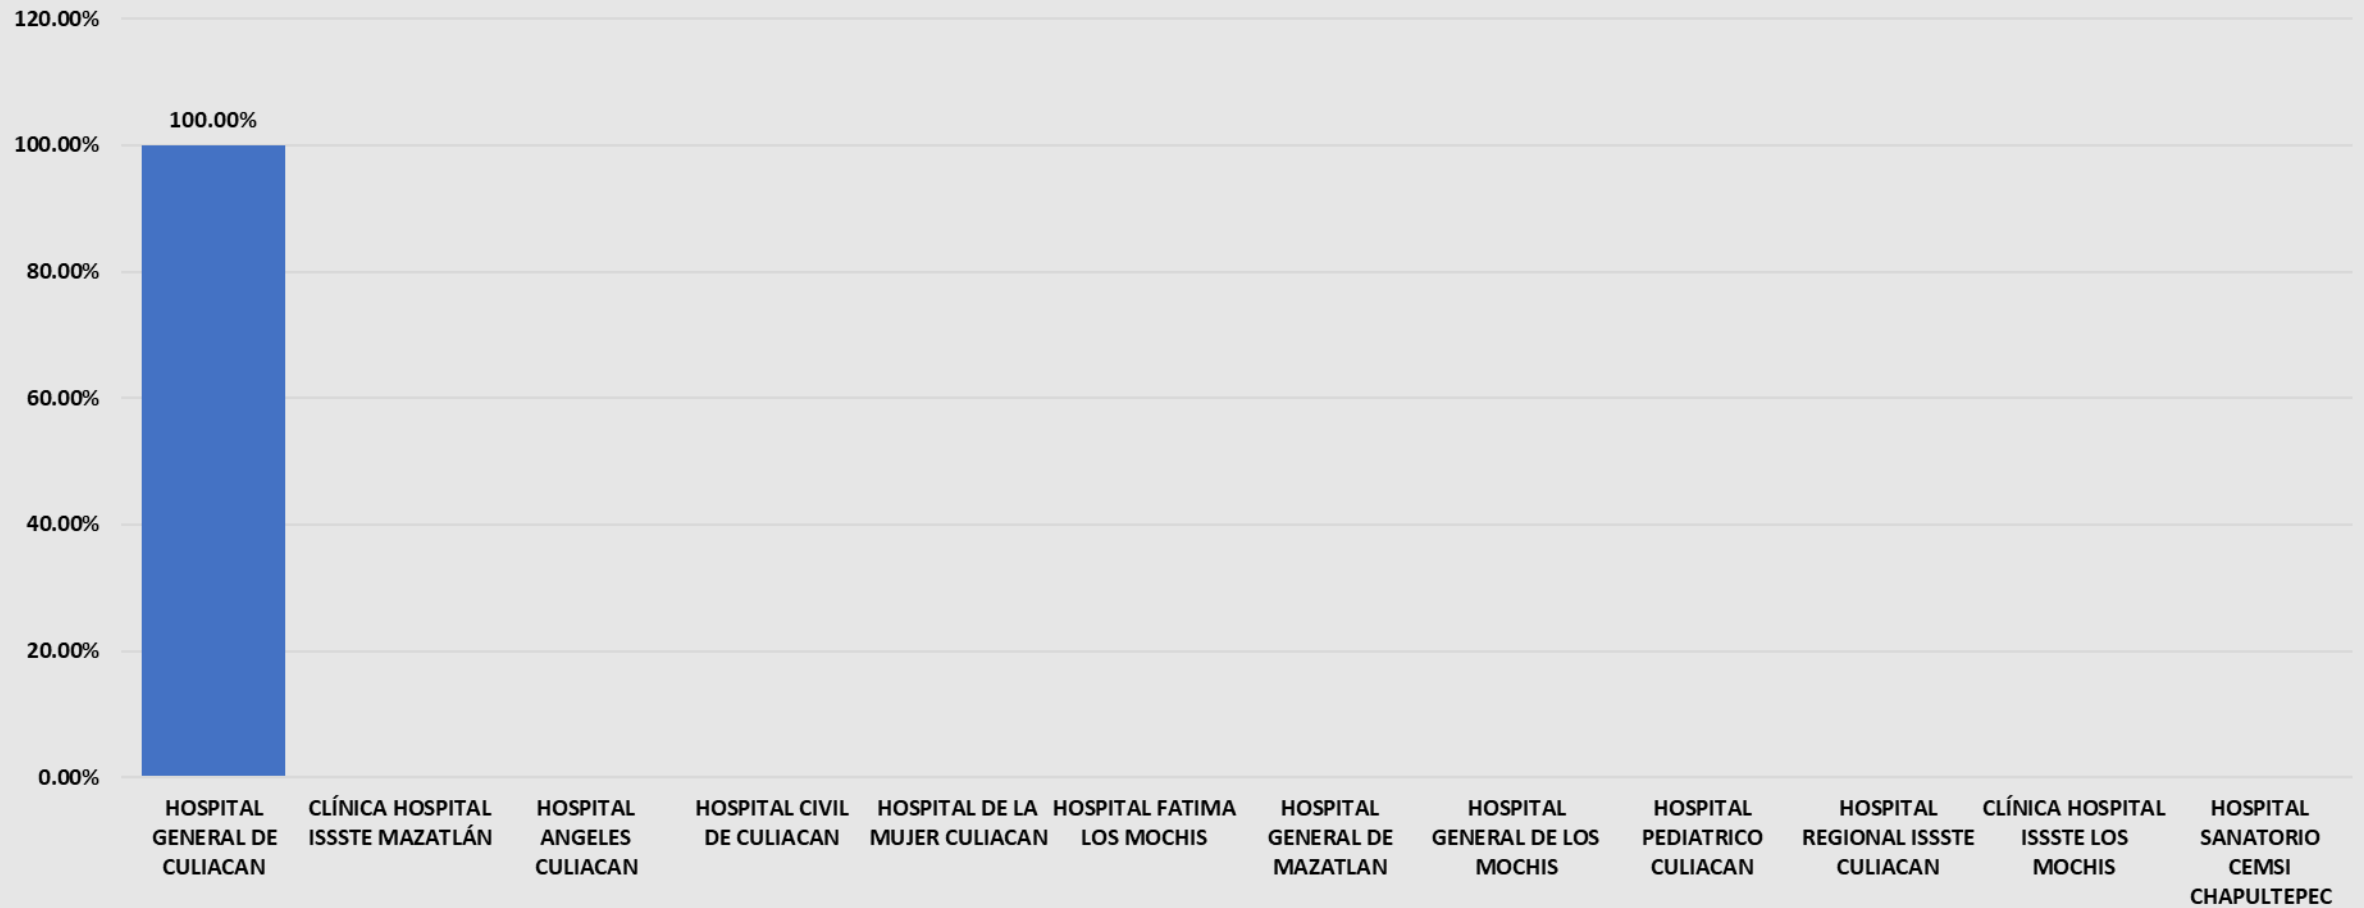 120.00%
100.00%
100.00%
80.00%
60.00%
40.00%
20.00%
0.00%
HOSPITAL
GENERAL DE
CULIACAN
CLÍNICA HOSPITAL
ISSSTE MAZATLÁN
HOSPITAL
ANGELES
CULIACAN
HOSPITAL CIVIL
DE CULIACAN
HOSPITAL DE LA
MUJER CULIACAN
HOSPITAL FATIMA
LOS MOCHIS
HOSPITAL
GENERAL DE
MAZATLAN
HOSPITAL
GENERAL DE LOS
MOCHIS
HOSPITAL
PEDIATRICO
CULIACAN
HOSPITAL
REGIONAL ISSSTE
CULIACAN
CLÍNICA HOSPITAL
ISSSTE LOS
MOCHIS
HOSPITAL
SANATORIO
CEMSI
CHAPULTEPEC